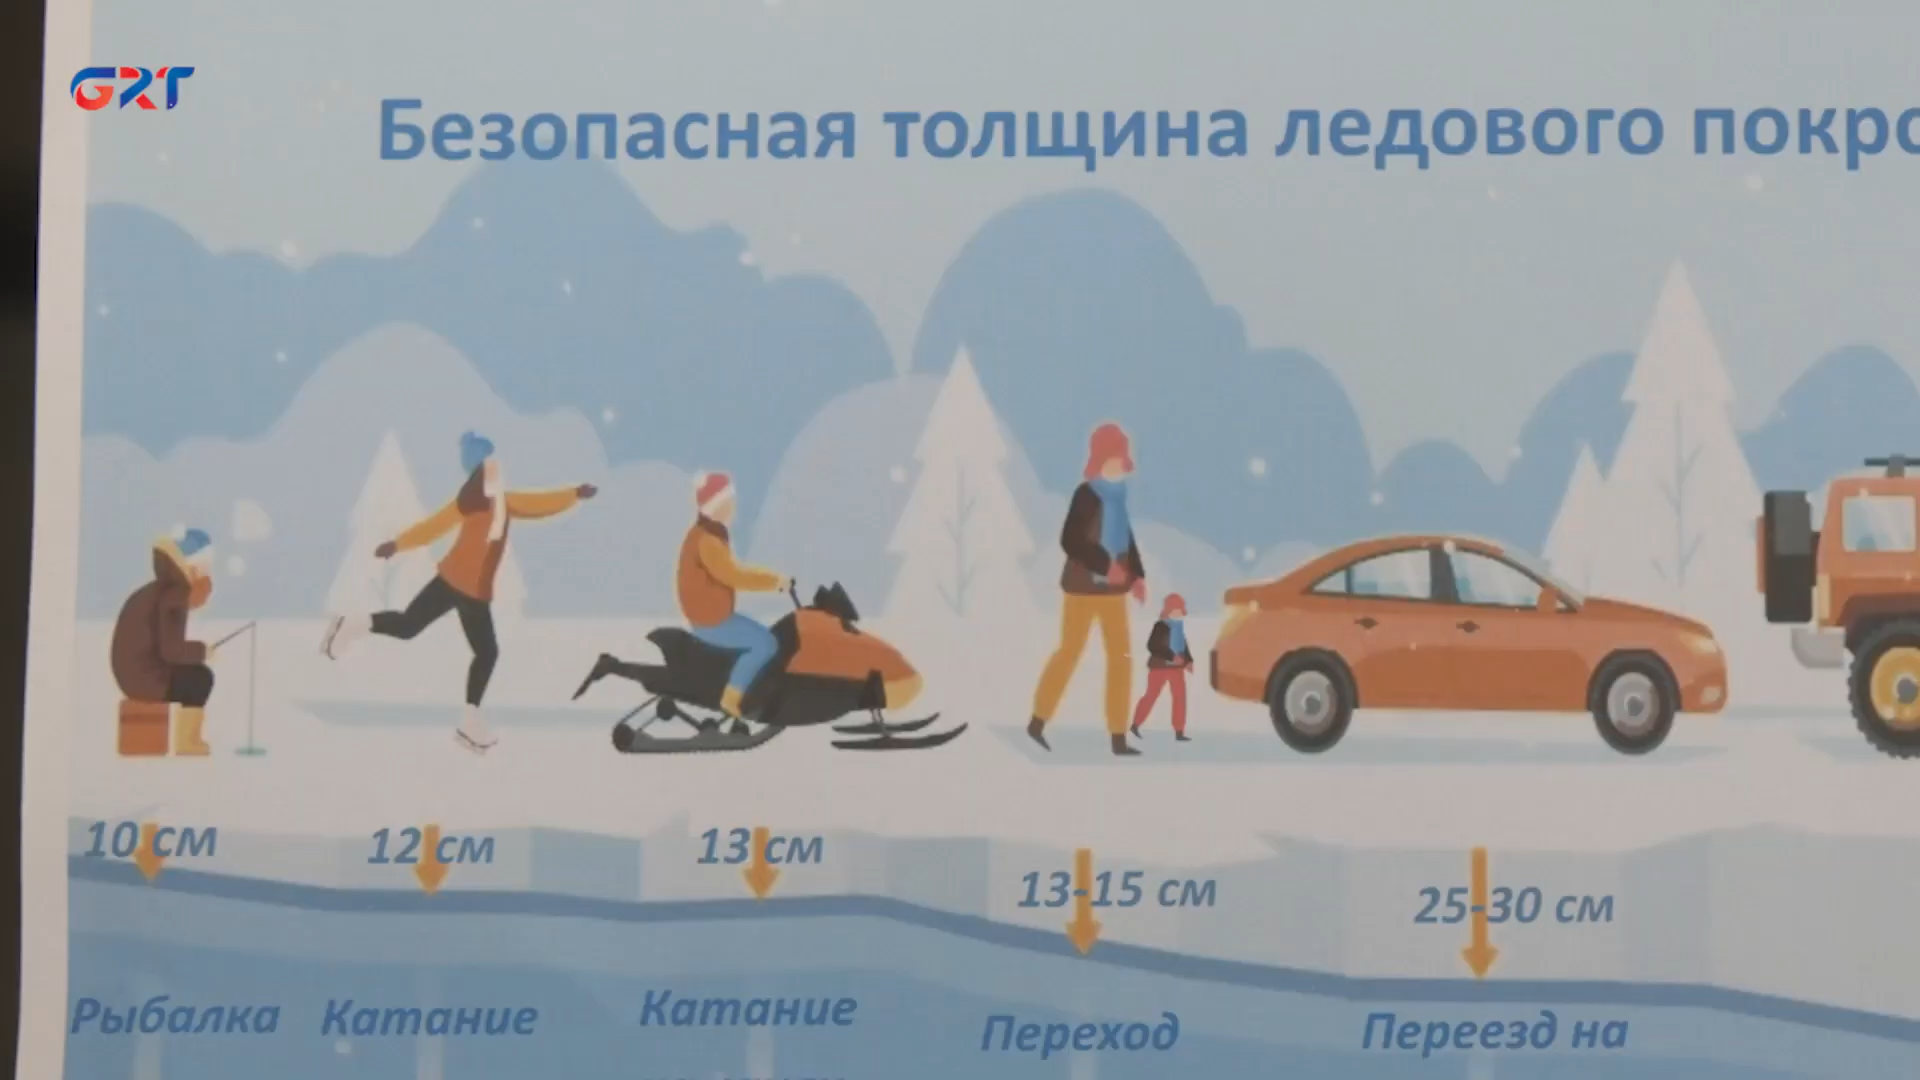 GRT
Безопасная толщина ледового
10 см
12 см
13 см
13-15 см
25-30 см
Рыбалка
Катание
Катание
Переход
Переезд на